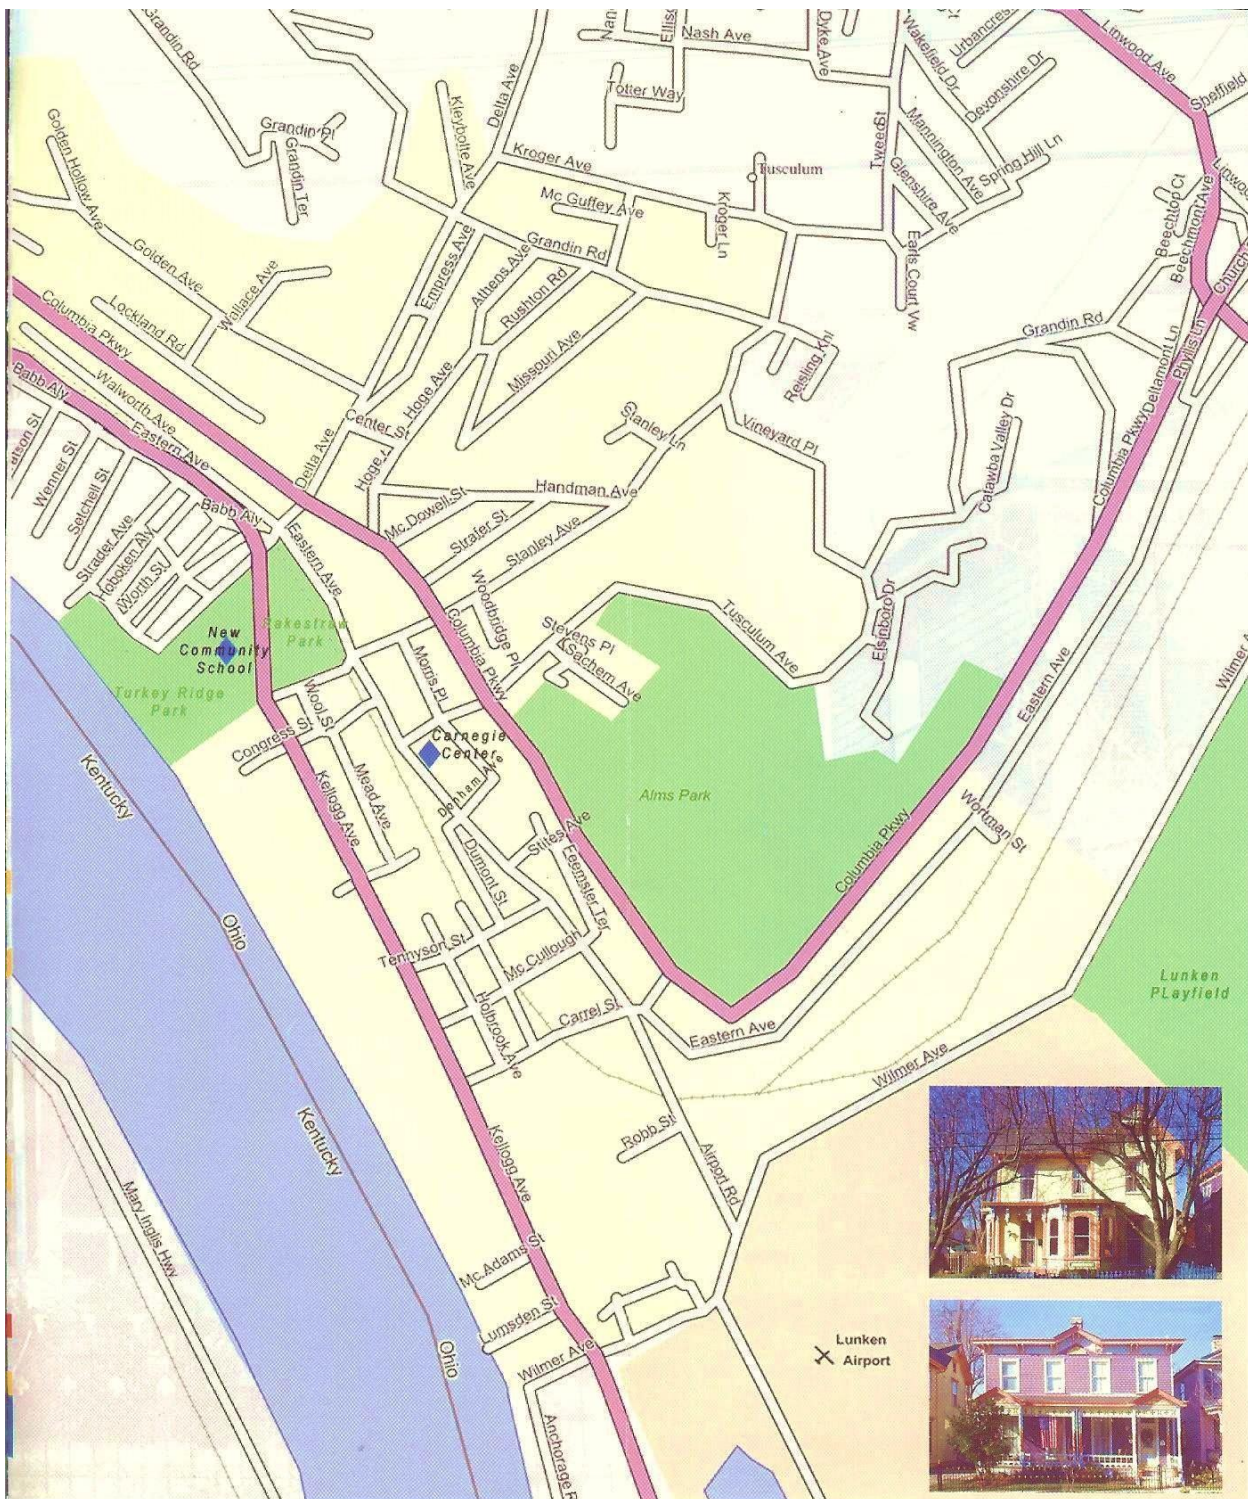 Grandin Rd
Delta Ave
Nash Ave
Dyke Ave
Wakefield Dr
Linwood Ave
Devonshire Dr
Totter Way
Sheffield
Kleybolte Ave
Grandin Pl
Grandin Ter
Golden Hollow Ave
Kroger Ave
Tusculum
Tweed St
Mannington Ave
Spring Hill Ln
Glenshire Ave
Mc Guffey Ave
Kroger Ln
Beechtop Ct
Beechmont Ave
Earls Court Vw
Golden Ave
Wallace Ave
Empress Ave
Athens Ave
Grandin Rd
Rushton Rd
Lockland Rd
Columbia Pkwy
Missouri Ave
Reisling Knl
Grandin Rd
Deltamont Ln
Phyllis Ln
Babb Aly
Walworth Ave
Eastern Ave
Center St
Hoge Ave
Stanley Ln
Vineyard Pl
Catawba Valley Dr
Columbia Pkwy
Wenner St
Setchell St
Delta Ave
Handman Ave
Mc Dowell St
Babb Aly
Strader Ave
Hoboken Aly
Worth St
Eastern Ave
Strafer St
Stanley Ave
Woodbridge Pl
Stevens Pl
Sachem Ave
Tusculum Ave
Elsinboro Dr
New
Community
School
Rakestraw
Park
Turkey Ridge
Park
Columbia Pkwy
Morris Pl
Wool St
Congress St
Carnegie
Center
Donham Ave
Eastern Ave
Kentucky
Ohio
Kellogg Ave
Mead Ave
Alms Park
Stites Ave
Feemster Ter
Dumont St
Columbia Pkwy
Wortman St
Tennyson St
Mc Cullough
Holbrook Ave
Carrel St
Eastern Ave
Wilmer Ave
Lunken
PLayfield
Kentucky
Ohio
Kellogg Ave
Robb St
Airport Rd
Mary Inglis Hwy
Mc Adams St
Lumsden St
Wilmer Ave
Lunken
Airport